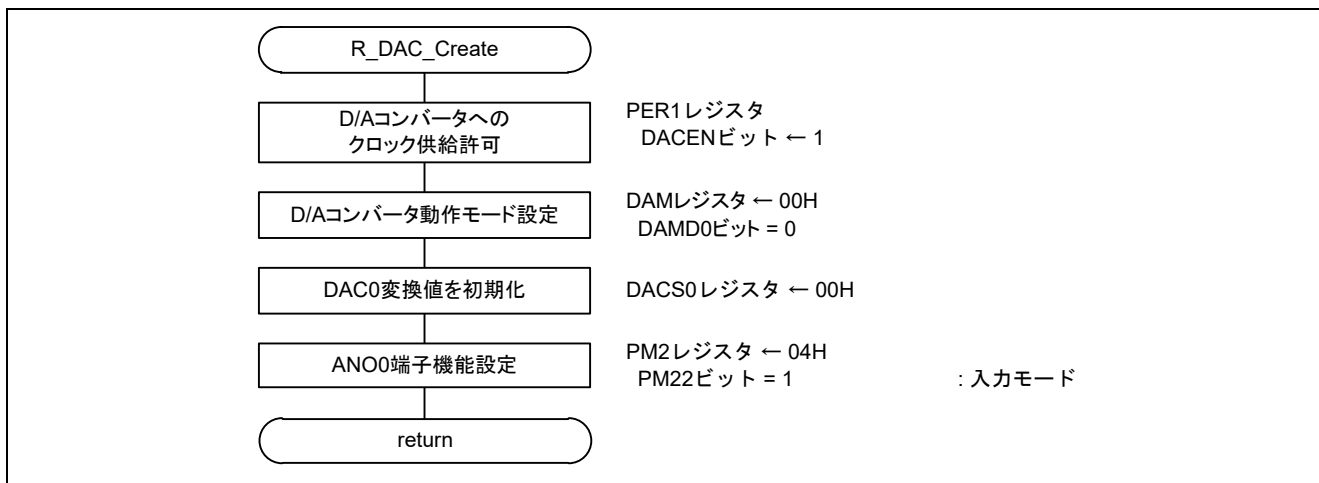 R_DAC_Create
D/Aコンバータへの
クロック供給許可
PER1レジスタ
DACENビット ← 1
D/Aコンバータ動作モード設定
DAMレジスタ ← 00H
DAMD0ビット = 0
DAC0変換値を初期化
DACS0レジスタ ← 00H
ANO0端子機能設定
PM2レジスタ ← 04H
PM22ビット = 1 : 入力モード
return